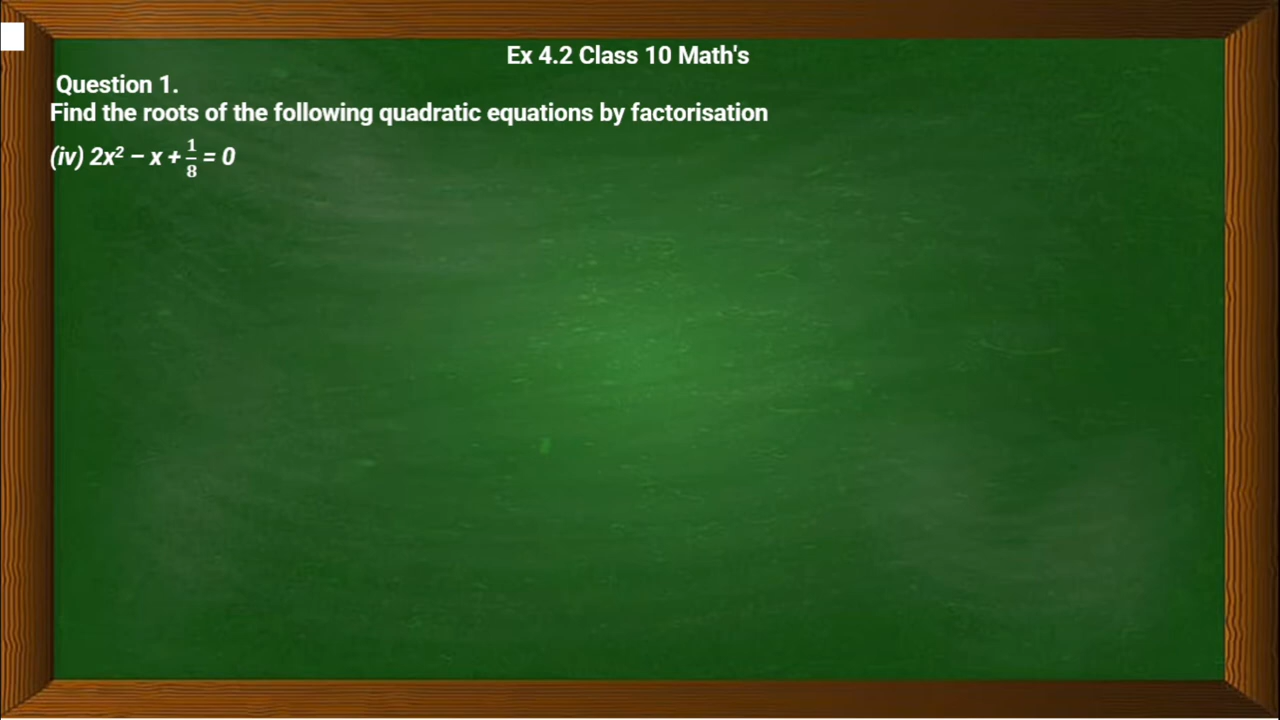 Ex 4.2 Class 10 Math's
Question 1.
Find the roots of the following quadratic equations by factorisation
(iv) 2x² − x + 1/8 = 0